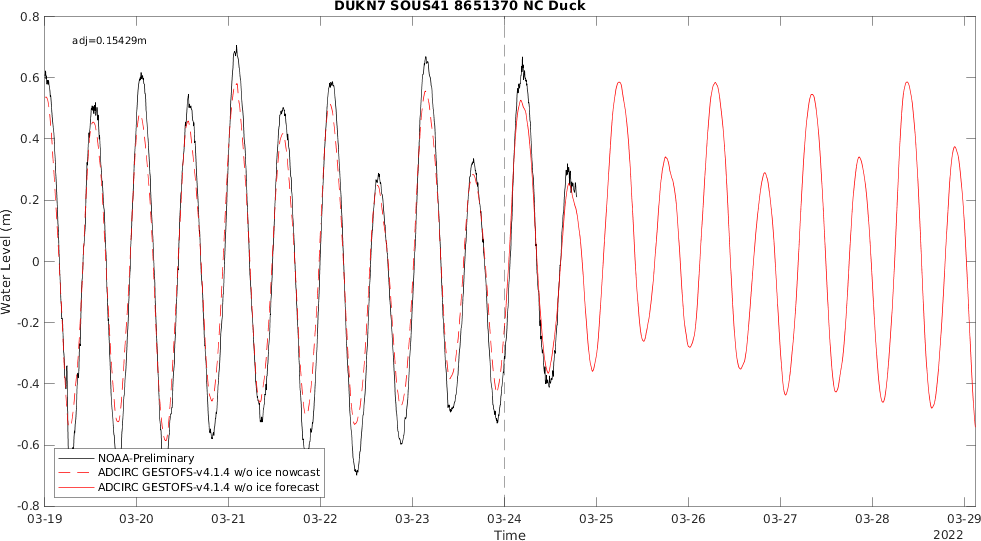 DUKN7 SOUS41 8651370 NC Duck
adj=0.15429m
0.8
0.6
0.4
0.2
0
-0.2
-0.4
-0.6
-0.8
Water Level (m)
NOAA-Preliminary
ADCIRC GESTOFS-v4.1.4 w/o ice nowcast
ADCIRC GESTOFS-v4.1.4 w/o ice forecast
03-19 03-20 03-21 03-22 03-23 03-24 03-25 03-26 03-27 03-28 03-29
Time
2022